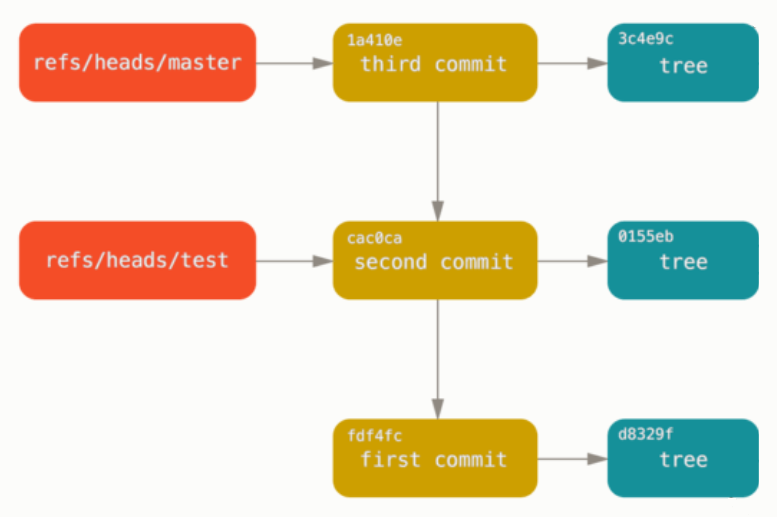 refs/heads/master
1a410e
third commit
3c4e9c
tree
refs/heads/test
cac0ca
second commit
0155eb
tree
fdf4fc
first commit
d8329f
tree